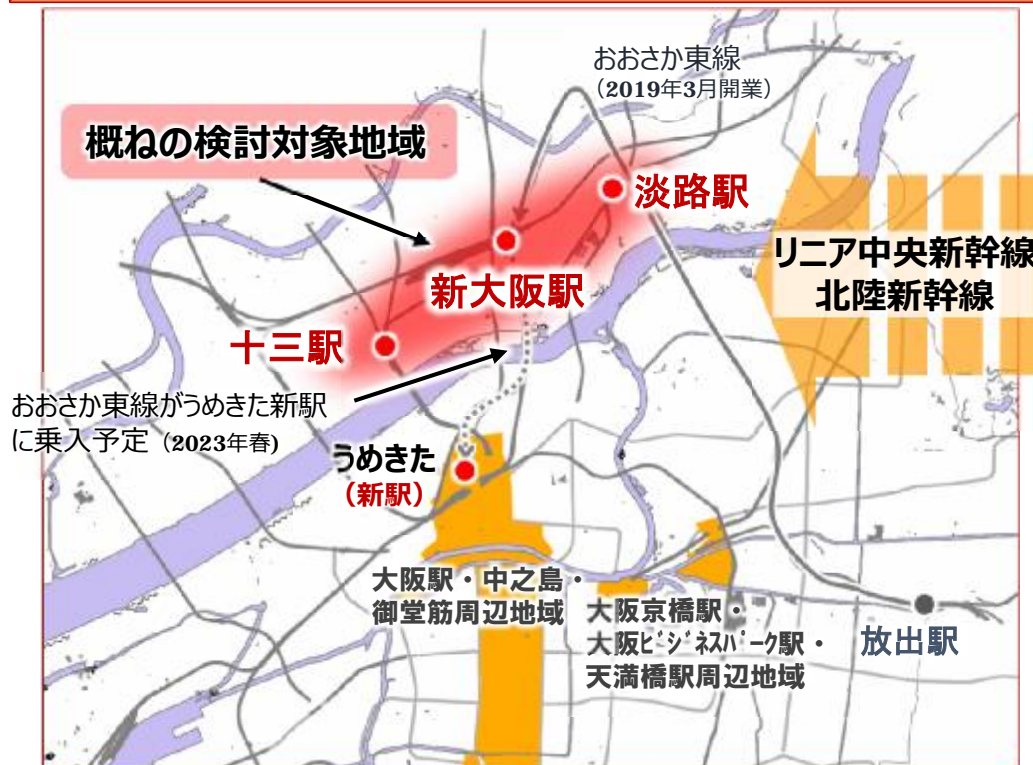 おおさか東線
（2019年3月開業）
概ねの検討対象地域
淡路駅
リニア中央新幹線
北陸新幹線
新大阪駅
十三駅
おおさか東線がうめきた新駅
に乗入予定（2023年春）
うめきた
（新駅）
大阪駅・中之島・
御堂筋周辺地域
大阪京橋駅・
大阪ﾋﾞｼﾞﾈｽﾊﾟｰｸ駅・
天満橋駅周辺地域
放出駅